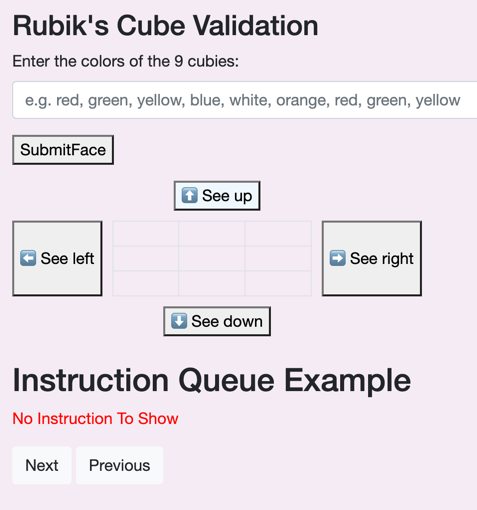 Rubik's Cube Validation
Enter the colors of the 9 cubies:
e.g. red, green, yellow, blue, white, orange, red, green, yellow
SubmitFace
⬆️ See up
⬅️ See left
➡️ See right
⬇️ See down
Instruction Queue Example
No Instruction To Show
Next Previous